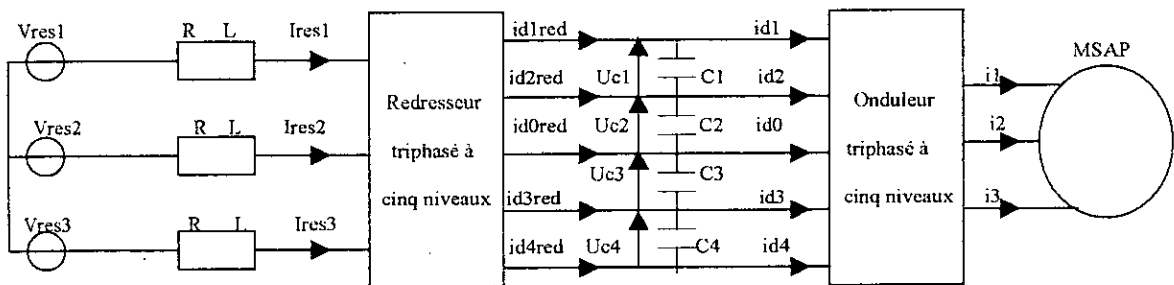 Vres1 R L Ires1
Vres2 R L Ires2
Vres3 R L Ires3
Redresseur
triphasé à
cinq niveaux
id1red
id2red
id0red
id3red
id4red
Uc1 C1
Uc2 C2
Uc3 C3
Uc4 C4
id1
id2
id0
id3
id4
Onduleur
triphasé à
cinq niveaux
i1
i2
i3
MSAP